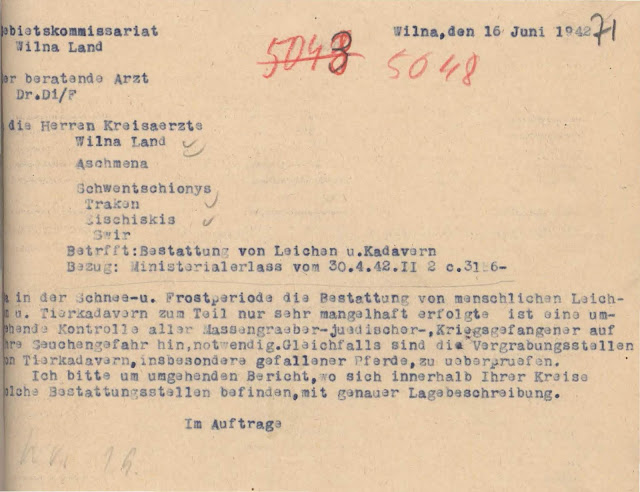 ebietskommissariat Wilna, den 16 Juni 1942. 71
Wilna Land
5048 3 5048
er beratende Arzt
Dr.Di/F
die Herren Kreisaerzte
Wilna Land
Aschmena
Schwentschionys
Traken
Eischiskis
Swir
Betrfft:Bestattung von Leichen u.Kadavern
Bezug: Ministerialerlass vom 30.4.42.II 2 c.3186-
in der Schnee-u. Frostperiode die Bestattung von menschlichen Leich-
u. Tierkadavern zum Teil nur sehr mangelhaft erfolgte ist eine um-
ehende Kontrolle aller Massengraeber-juedischer-,Kriegsgefangener auf
hre Seuchengefahr hin,notwendig.Gleichfalls sind die Vergrabungsstellen
on Tierkadavern,insbesondere gefallener Pferde,zu ueberpruefen.
Ich bitte um umgehenden Bericht,wo sich innerhalb Ihrer Kreise
olche Bestattungsstellen befinden,mit genauer Lagebeschreibung.
Im Auftrage